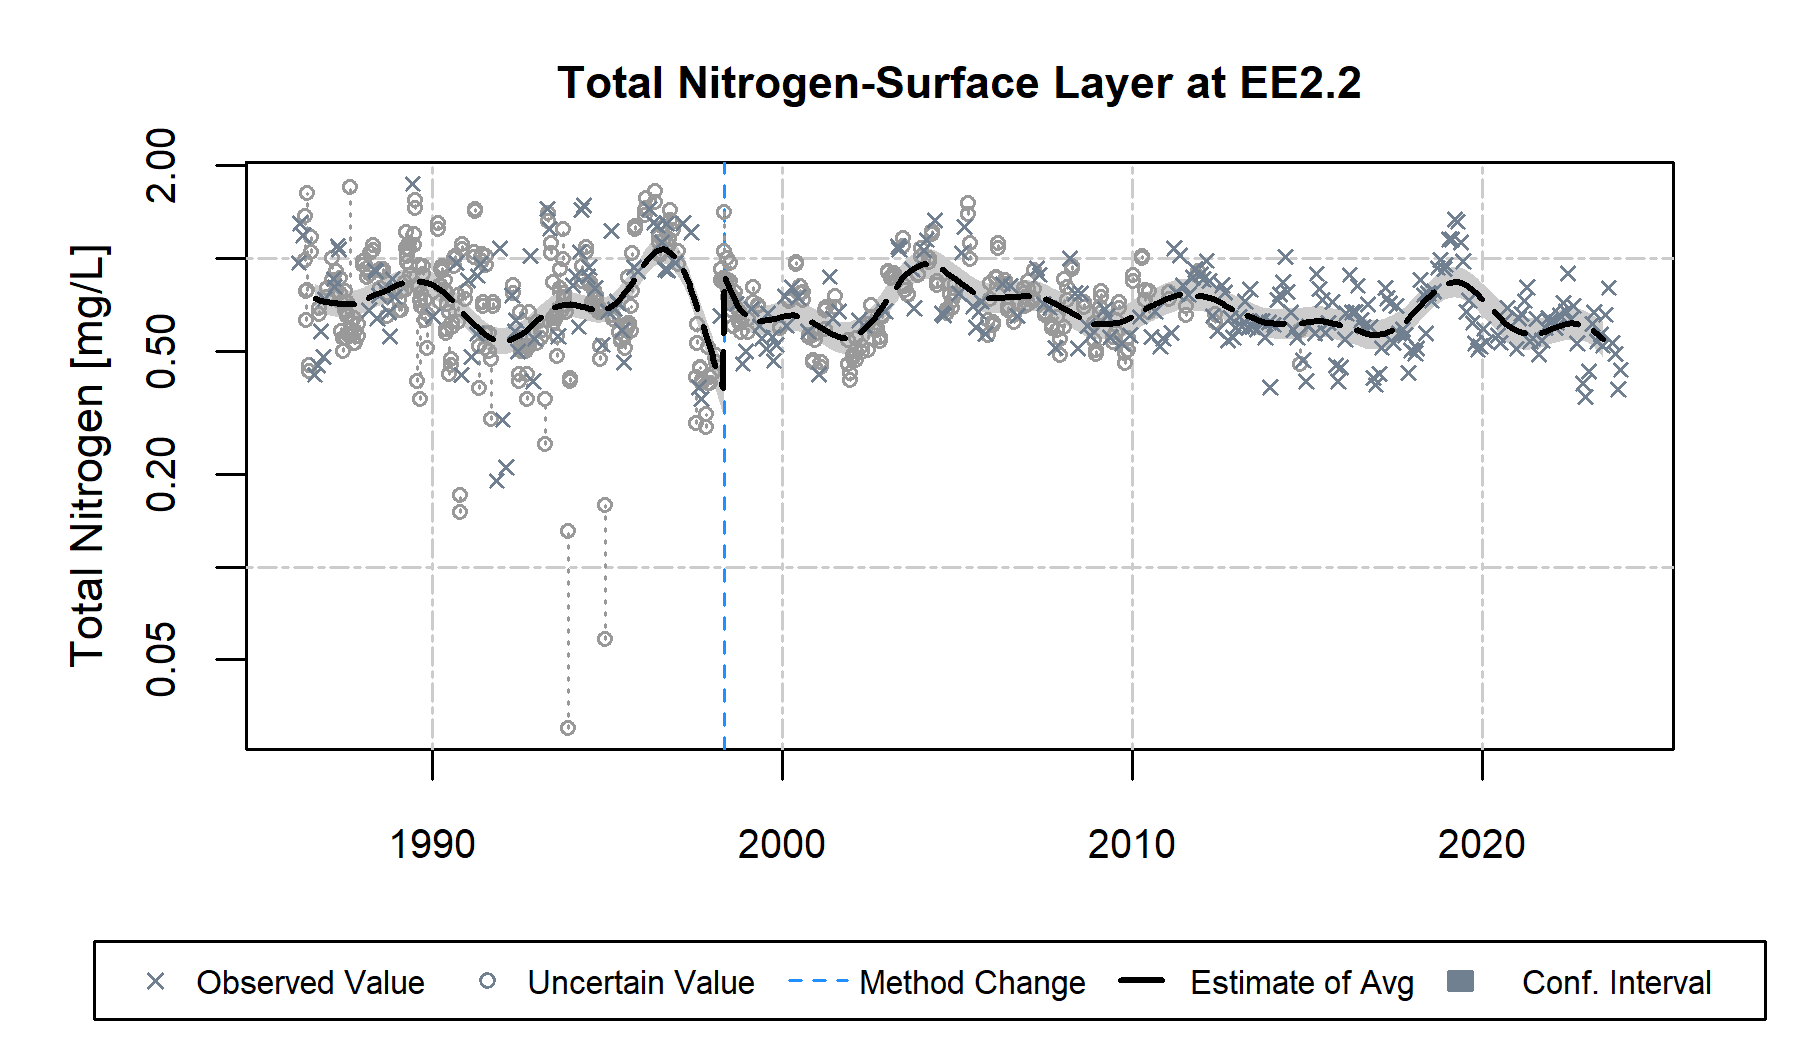 Total Nitrogen-Surface Layer at EE2.2
Total Nitrogen [mg/L]
2.00
0.50
0.20
0.05
1990 2000 2010 2020
Observed Value Uncertain Value Method Change Estimate of Avg Conf. Interval